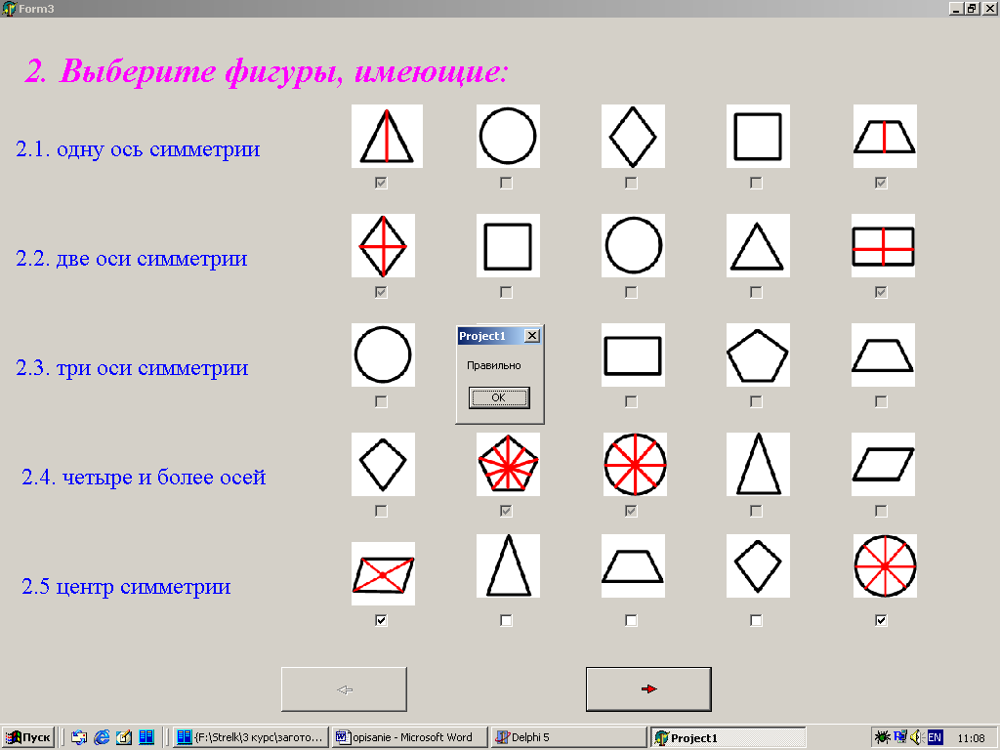 Form3
2. Выберите фигуры, имеющие:
2.1. одну ось симметрии
2.2. две оси симметрии
Project1
Правильно
OK
2.3. три оси симметрии
2.4. четыре и более осей
2.5 центр симметрии
Пуск
{F:\Strelk\3 курс\загото...
opisanie - Microsoft Word
Delphi 5
Project1
EN
11:08